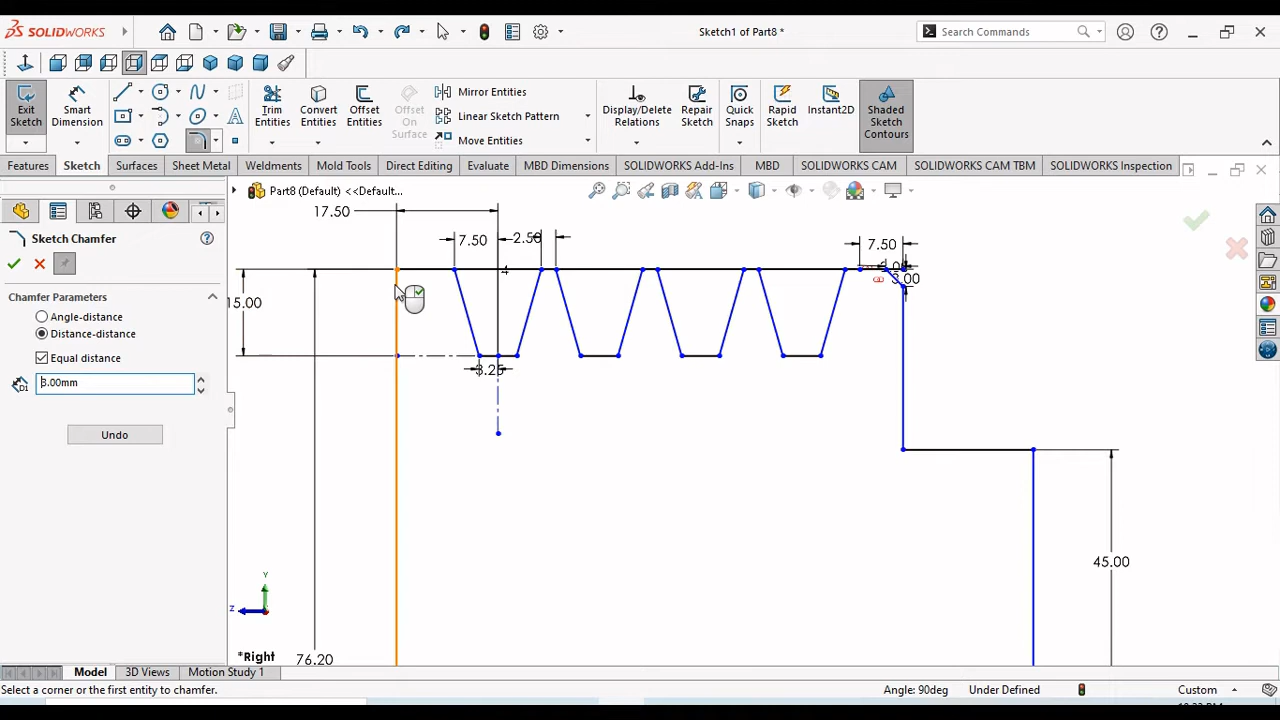 SOLIDWORKS
Sketch1 of Part8 *
Search Commands
Exit Sketch
Smart Dimension
Trim Entities
Convert Entities
Offset Entities
Offset On Surface
Mirror Entities
Linear Sketch Pattern
Move Entities
Display/Delete Relations
Repair Sketch
Quick Snaps
Rapid Sketch
Instant2D
Shaded Sketch Contours
Features
Sketch
Surfaces
Sheet Metal
Weldments
Mold Tools
Direct Editing
Evaluate
MBD Dimensions
SOLIDWORKS Add-Ins
MBD
SOLIDWORKS CAM
SOLIDWORKS CAM TBM
SOLIDWORKS Inspection
Part8 (Default) <<Default...
Sketch Chamfer
Chamfer Parameters
Angle-distance
Distance-distance
Equal distance
D1
3.00mm
Undo
17.50
7.50
2.50
7.50
4
3.00
15.00
3.25
45.00
76.20
Y
Z
*Right
Model
3D Views
Motion Study 1
Select a corner or the first entity to chamfer.
Angle: 90deg
Under Defined
Custom